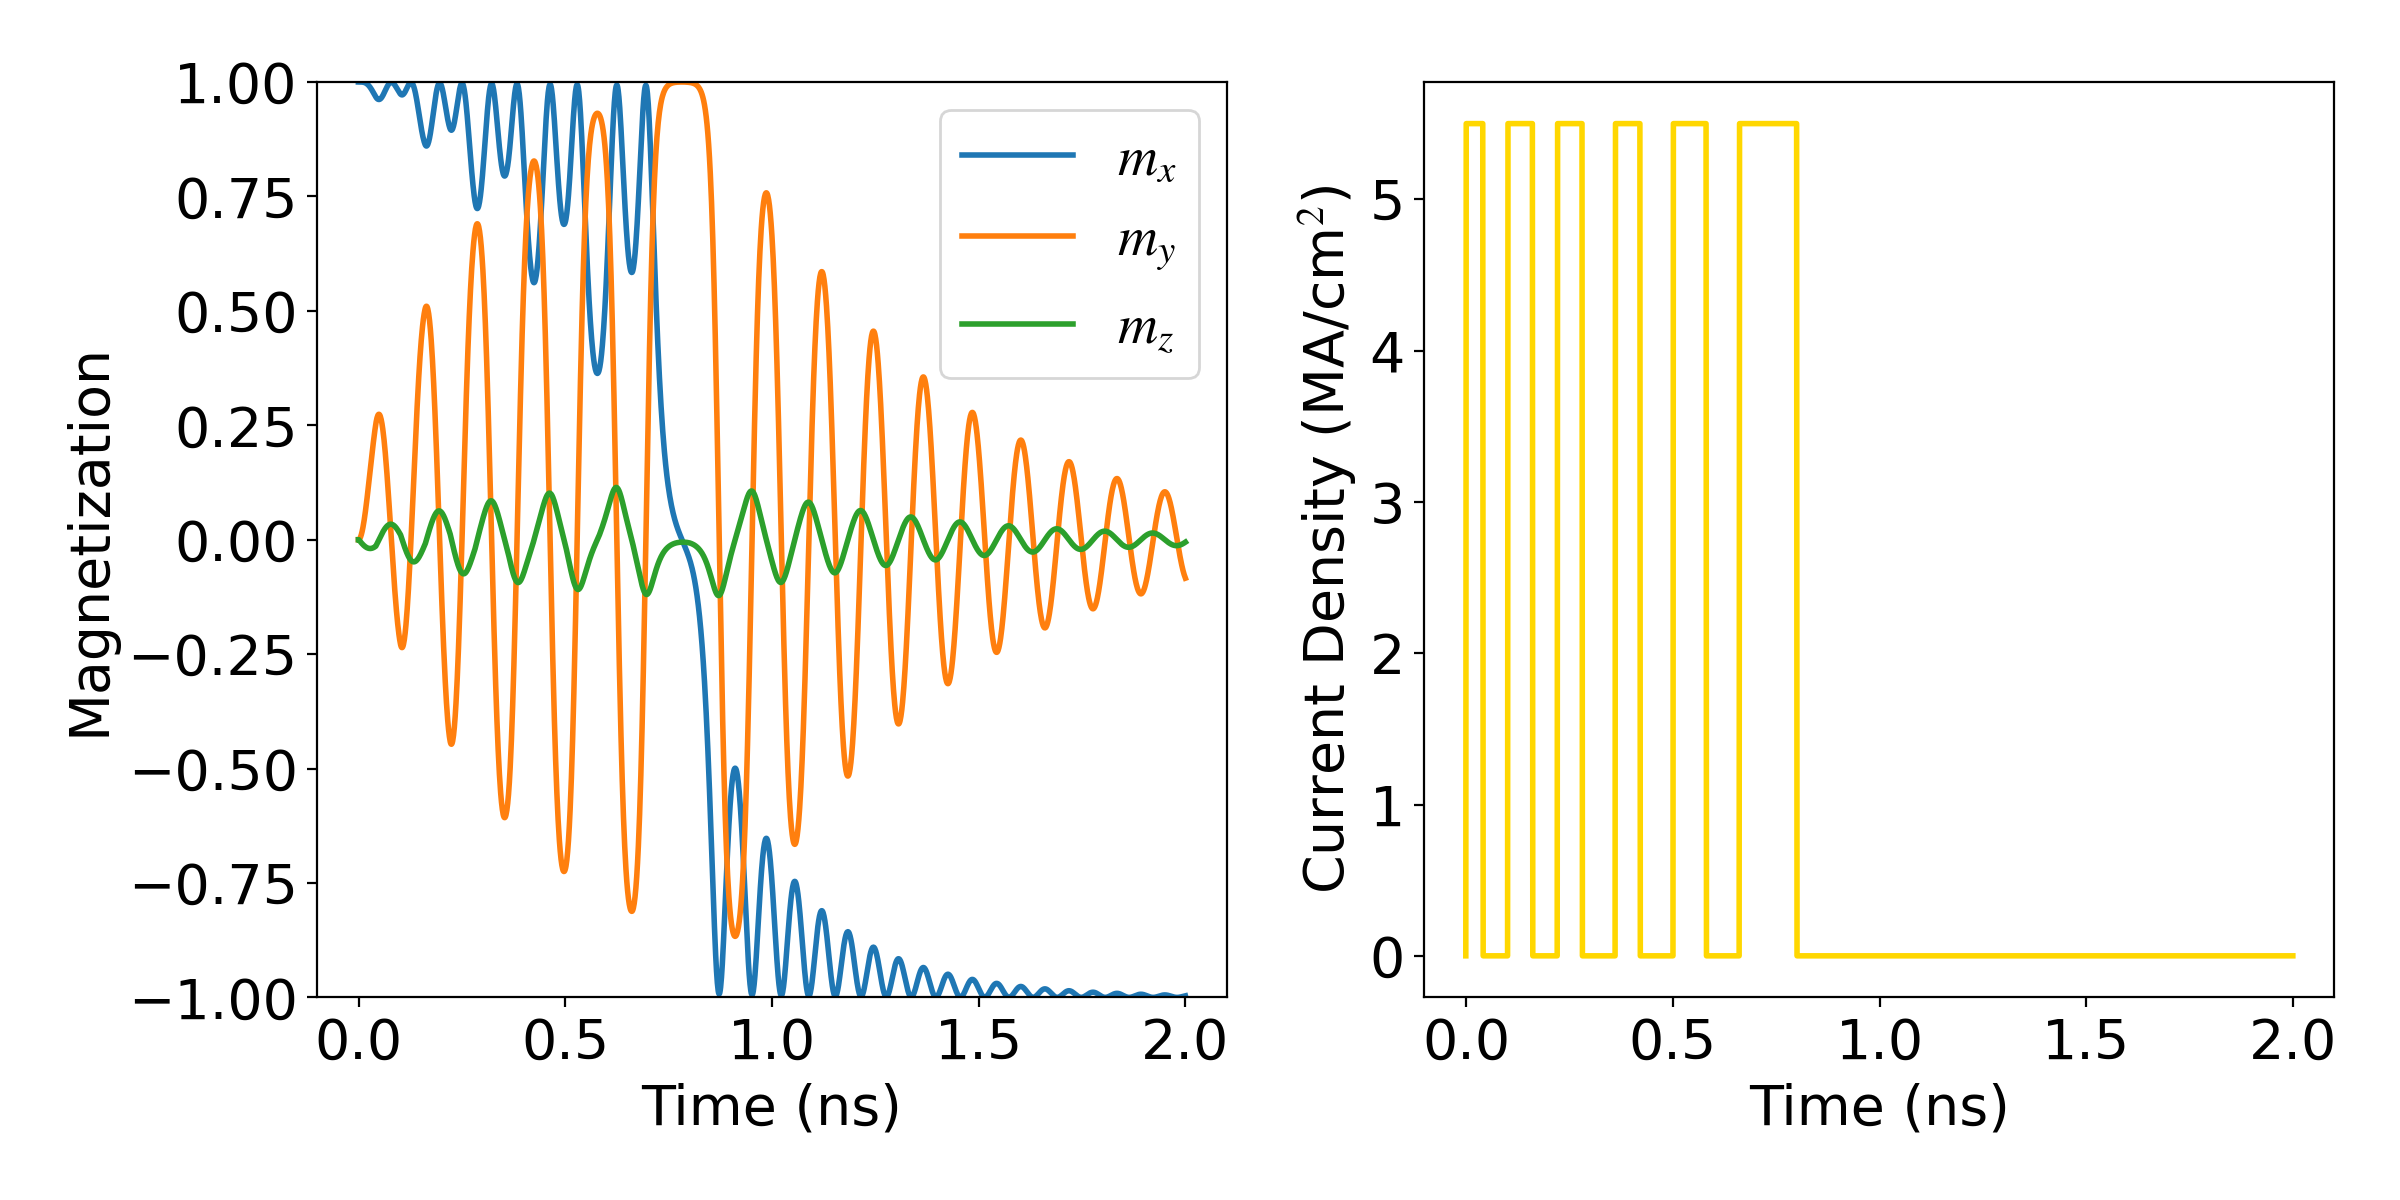 Magnetization
1.00
0.75
0.50
0.25
0.00
−0.25
−0.50
−0.75
−1.00
0.0 0.5 1.0 1.5 2.0
Time (ns)
m_x
m_y
m_z
Current Density (MA/cm²)
5
4
3
2
1
0
0.0 0.5 1.0 1.5 2.0
Time (ns)